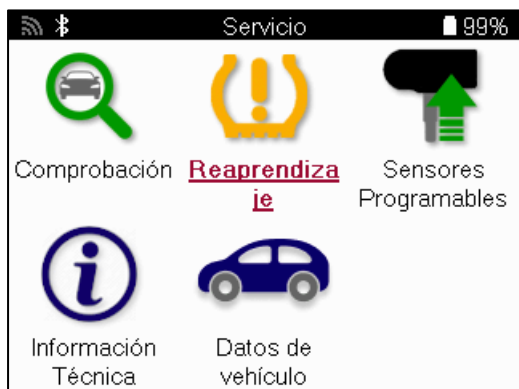 Servicio
99%
Comprobación
Reaprendiza
je
Sensores
Programables
Información
Técnica
Datos de
vehículo